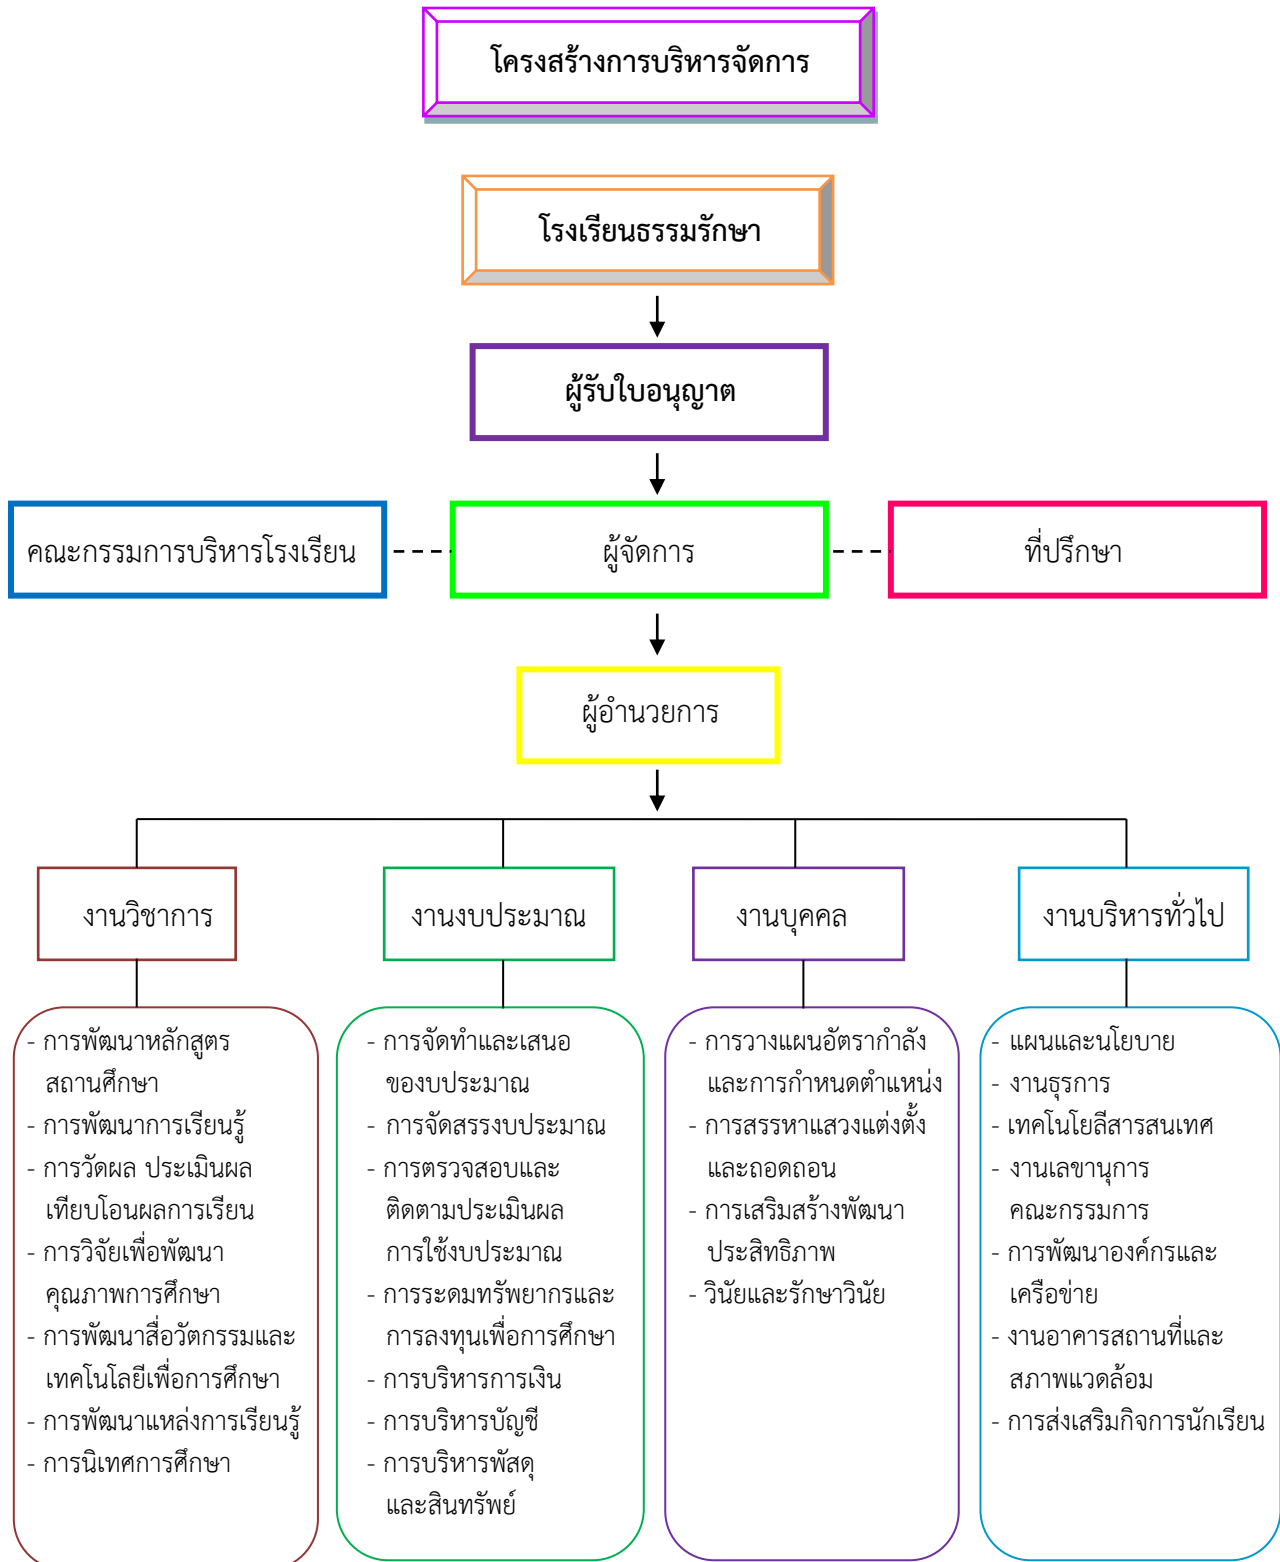 โครงสร้างการบริหารจัดการ
โรงเรียนธรรมรักษา
ผู้รับใบอนุญาต
คณะกรรมการบริหารโรงเรียน
ผู้จัดการ
ที่ปรึกษา
ผู้อำนวยการ
งานวิชาการ
งานงบประมาณ
งานบุคคล
งานบริหารทั่วไป
- การพัฒนาหลักสูตร
สถานศึกษา
- การพัฒนาการเรียนรู้
- การวัดผล ประเมินผล
เทียบโอนผลการเรียน
- การวิจัยเพื่อพัฒนา
คุณภาพการศึกษา
- การพัฒนาสื่อวัตกรรมและ
เทคโนโลยีเพื่อการศึกษา
- การพัฒนาแหล่งการเรียนรู้
- การนิเทศการศึกษา
- การจัดทำและเสนอ
ของบประมาณ
- การจัดสรรงบประมาณ
- การตรวจสอบและ
ติดตามประเมินผล
การใช้งบประมาณ
- การระดมทรัพยากรและ
การลงทุนเพื่อการศึกษา
- การบริหารการเงิน
- การบริหารบัญชี
- การบริหารพัสดุ
และสินทรัพย์
- การวางแผนอัตรากำลัง
และการกำหนดตำแหน่ง
- การสรรหาแสวงแต่งตั้ง
และถอดถอน
- การเสริมสร้างพัฒนา
ประสิทธิภาพ
- วินัยและรักษาวินัย
- แผนและนโยบาย
- งานธุรการ
- เทคโนโยลีสารสนเทศ
- งานเลขานุการ
คณะกรรมการ
- การพัฒนาองค์กรและ
เครือข่าย
- งานอาคารสถานที่และ
สภาพแวดล้อม
- การส่งเสริมกิจการนักเรียน